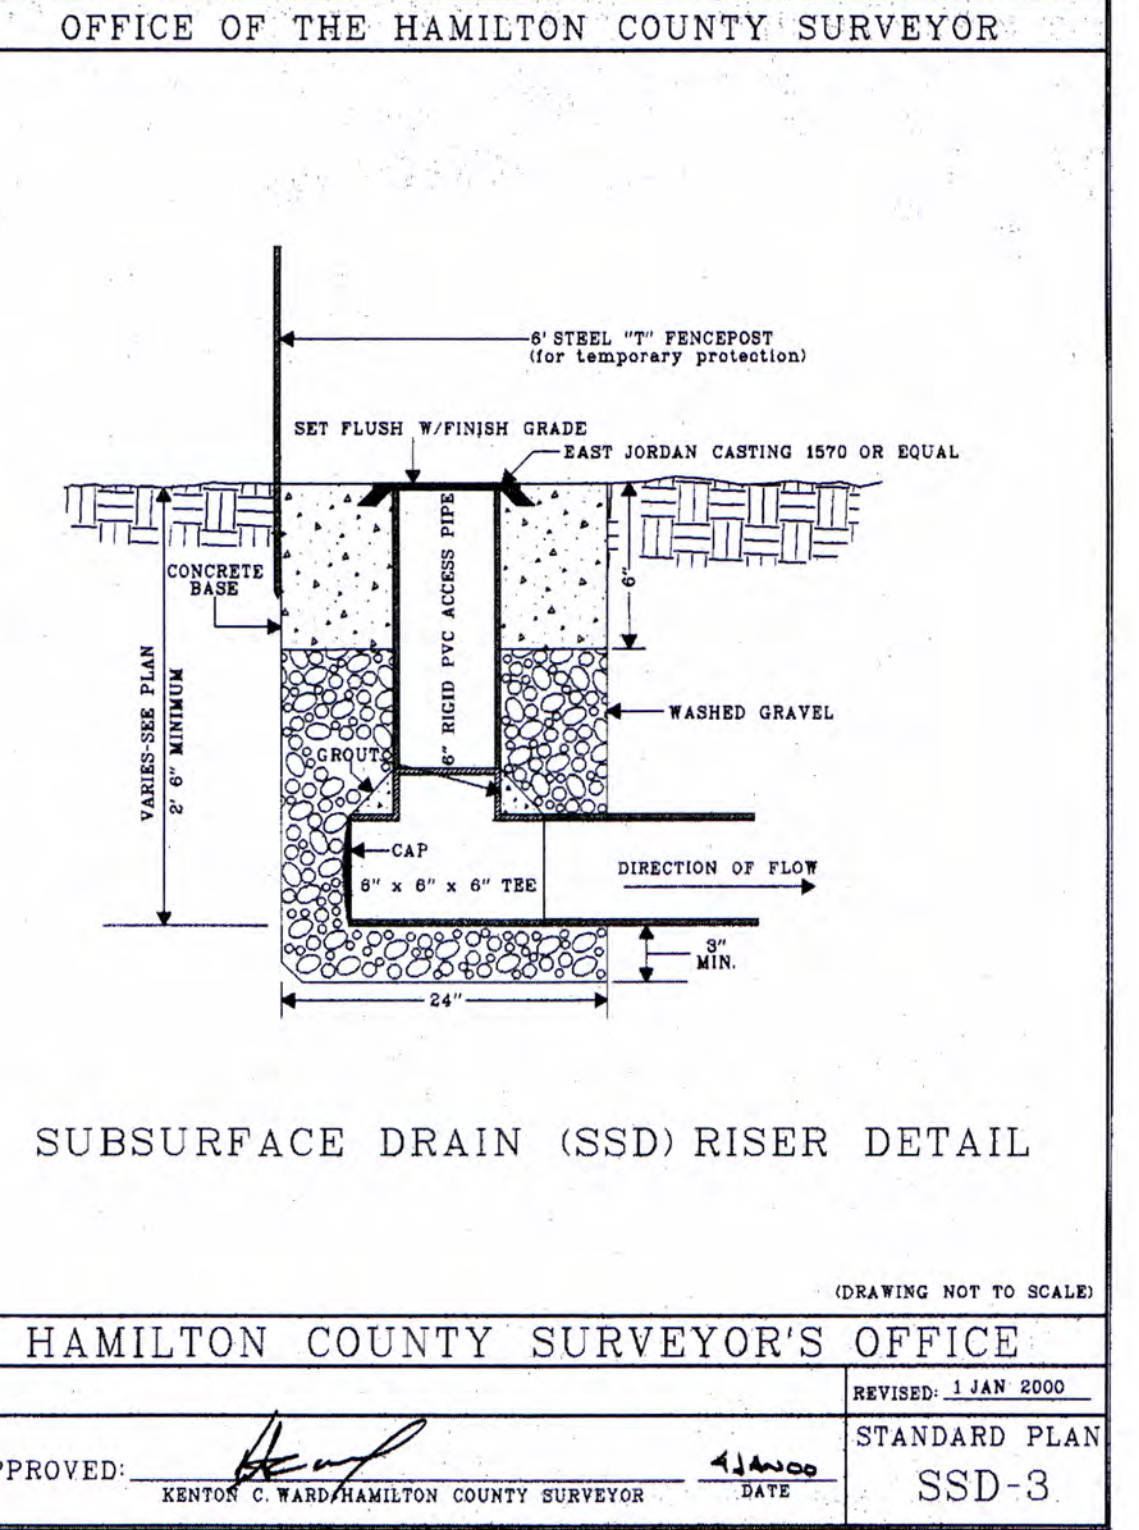 OFFICE OF THE HAMILTON COUNTY SURVEYOR
6' STEEL "T" FENCEPOST
(for temporary protection)
SET FLUSH W/FINISH GRADE
EAST JORDAN CASTING 1570 OR EQUAL
CONCRETE
BASE
6" RIGID PVC ACCESS PIPE
6"
VARIES-SEE PLAN
2' 6" MINIMUM
WASHED GRAVEL
GROUT
CAP
6" x 6" x 6" TEE
DIRECTION OF FLOW
3"
MIN.
24"
SUBSURFACE DRAIN (SSD) RISER DETAIL
(DRAWING NOT TO SCALE)
HAMILTON COUNTY SURVEYOR'S OFFICE
REVISED: 1 JAN 2000
PPROVED:
4JAN00
KENTON C. WARD/HAMILTON COUNTY SURVEYOR
DATE
STANDARD PLAN
SSD-3